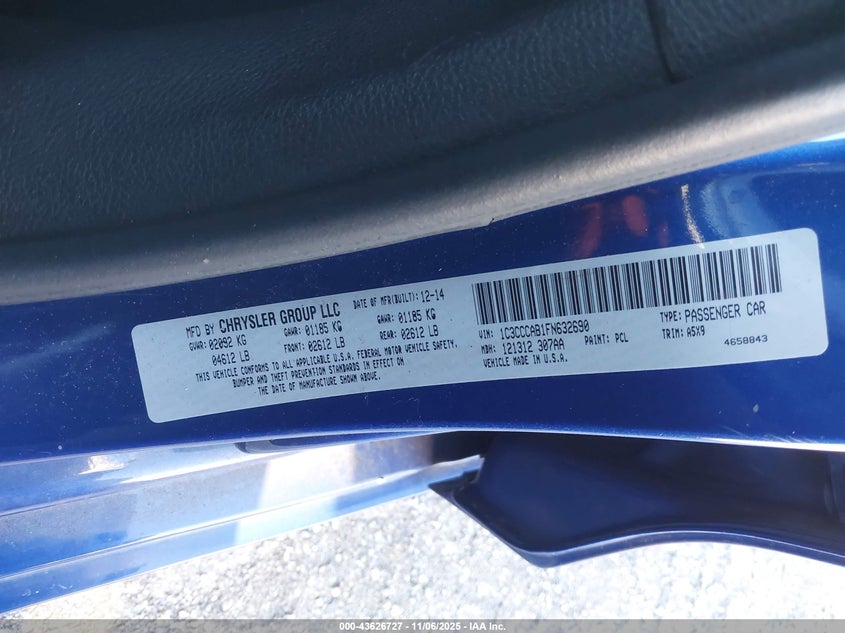 MFD BY CHRYSLER GROUP LLC DATE OF MFR(BUILT): 12-14
GVWR: 02092 KG GAWR: 01185 KG GAWR: 01185 KG
04612 LB FRONT: 02612 LB REAR: 02612 LB
THIS VEHICLE CONFORMS TO ALL APPLICABLE U.S.A. FEDERAL MOTOR VEHICLE SAFETY,
BUMPER AND THEFT PREVENTION STANDARDS IN EFFECT ON
THE DATE OF MANUFACTURE SHOWN ABOVE.
VIN: 1C3CCCAB1FN632690 TYPE: PASSENGER CAR
MDH: 121312 307AA PAINT: PCL TRIM: A5X9
VEHICLE MADE IN U.S.A. 4658843
000-43626727 - 11/06/2025 - IAA Inc.